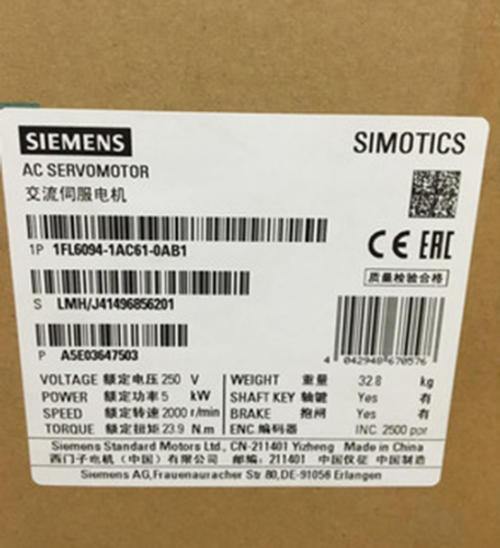 SIEMENS
SIMOTICS
AC SERVOMOTOR
交流伺服电机
1P 1FL6094-1AC61-0AB1
CE EAC
质量检验合格
S LMH/J41496856201
P A5E03647503
4 042948 670576
VOLTAGE 额定电压 250 V
POWER 额定功率 5 kW
SPEED 额定转速 2000 r/min
TORQUE 额定扭矩 23.9 N.m
WEIGHT 重量 32.8 kg
SHAFT KEY 轴键 Yes 有
BRAKE 抱闸 Yes 有
ENC.编码器 INC 2500 ppr
Siemens Standard Motors Ltd., CN-211401 Yizheng Made in China
西门子电机（中国）有限公司 邮编：211401 中国仪征 中国制造
Siemens AG,Frauenauracher Str 80,DE-91056 Erlangen